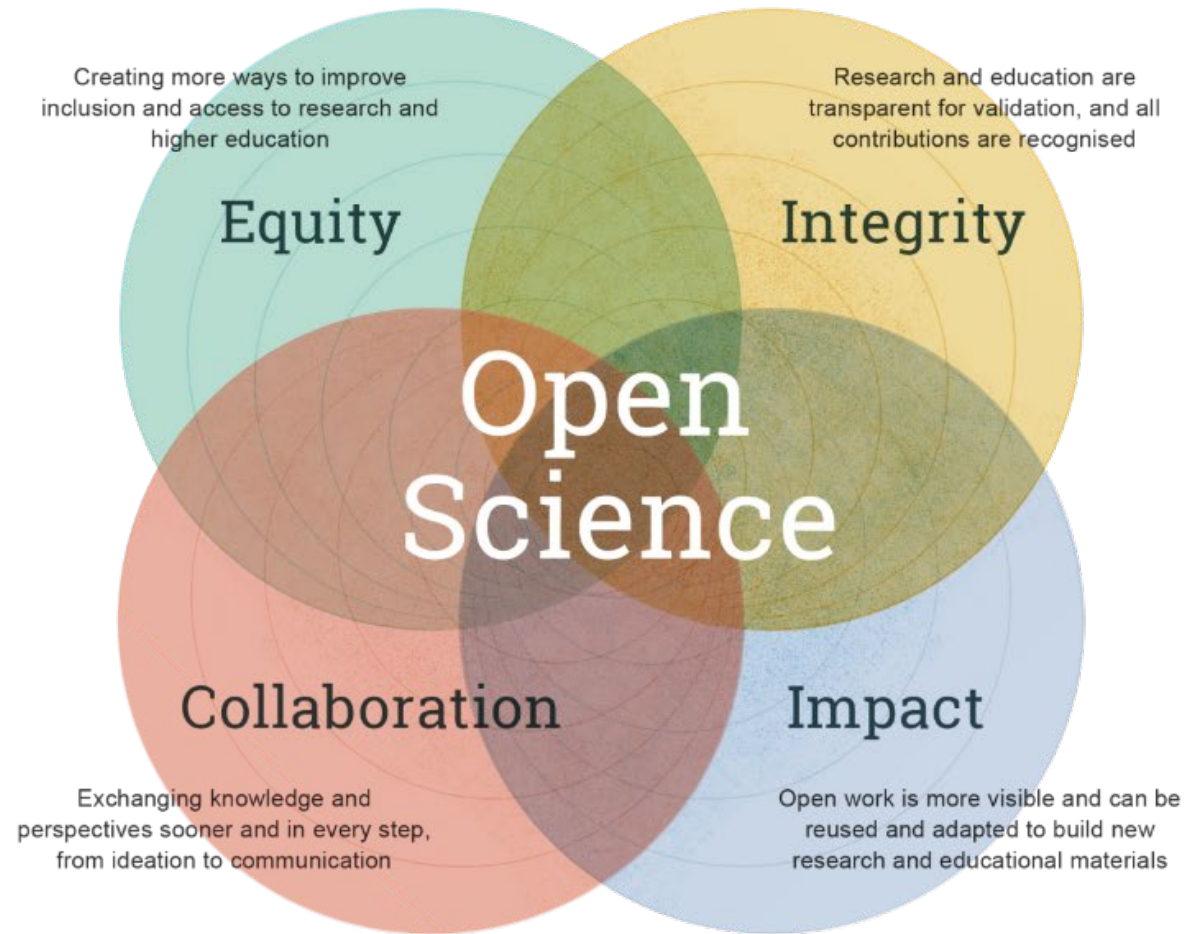 Creating more ways to improve
inclusion and access to research and
higher education
Equity
Research and education are
transparent for validation, and all
contributions are recognised
Integrity
Open
Science
Collaboration
Exchanging knowledge and
perspectives sooner and in every step,
from ideation to communication
Impact
Open work is more visible and can be
reused and adapted to build new
research and educational materials